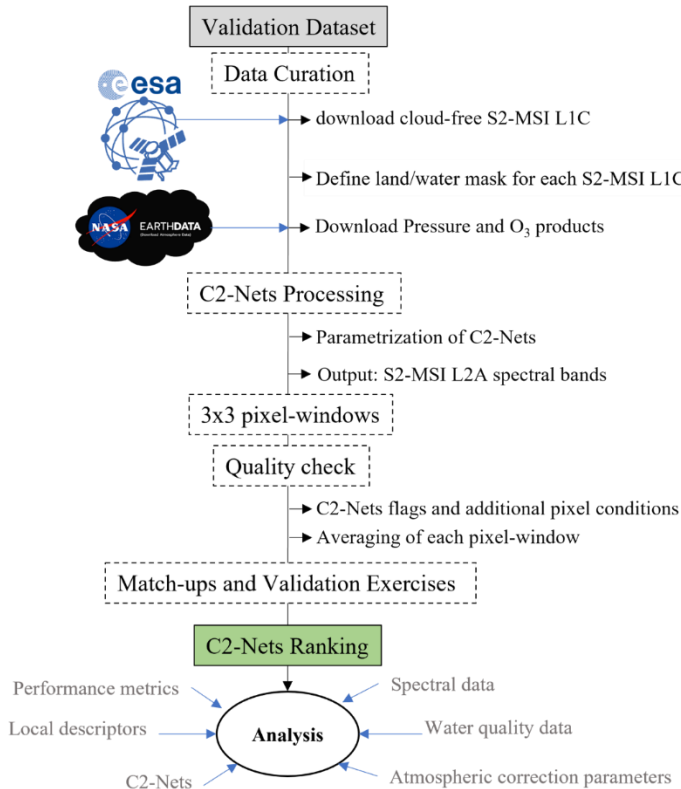 Validation Dataset
Data Curation
esa
download cloud-free S2-MSI L1C
Define land/water mask for each S2-MSI L1C
NASA
EARTHDATA
(Download Atmosphere Data)
Download Pressure and O₃ products
C2-Nets Processing
Parametrization of C2-Nets
Output: S2-MSI L2A spectral bands
3x3 pixel-windows
Quality check
C2-Nets flags and additional pixel conditions
Averaging of each pixel-window
Match-ups and Validation Exercises
C2-Nets Ranking
Performance metrics
Spectral data
Local descriptors
Analysis
Water quality data
C2-Nets
Atmospheric correction parameters